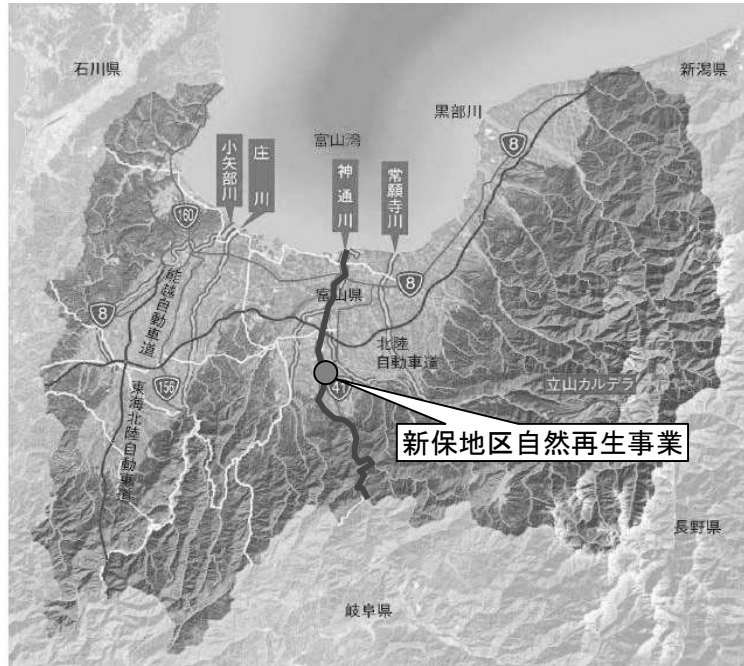 石川県
新潟県
黒部川
8
富山湾
小矢部川
庄川
神通川
常願寺川
160
能越自動車道
8
8
富山県
北陸
自動車道
156
41
立山カルデラ
東海北陸自動車道
新保地区自然再生事業
長野県
岐阜県